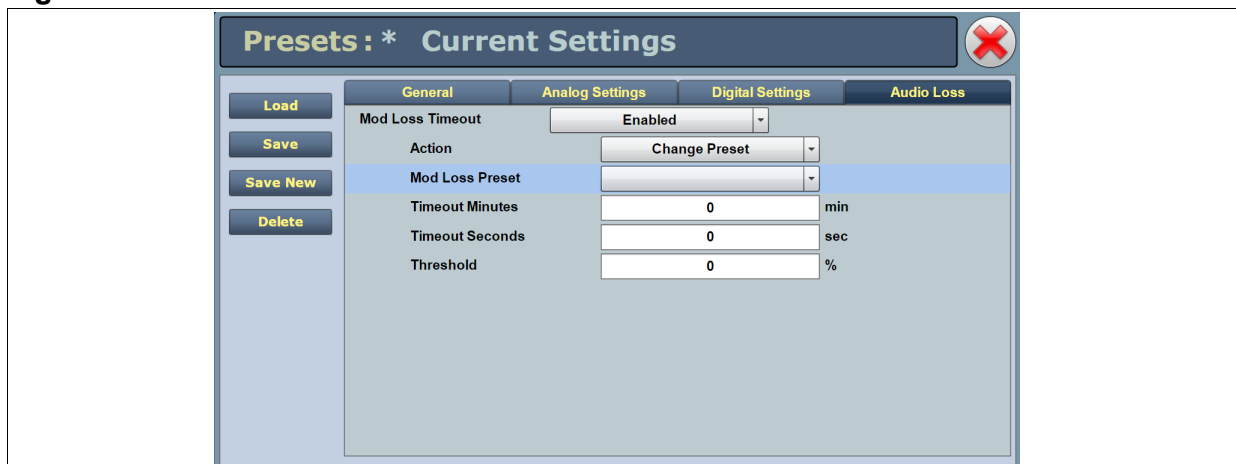 Presets: * Current Settings
Load
Save
Save New
Delete
General Analog Settings Digital Settings Audio Loss
Mod Loss Timeout Enabled
Action Change Preset
Mod Loss Preset
Timeout Minutes 0 min
Timeout Seconds 0 sec
Threshold 0 %